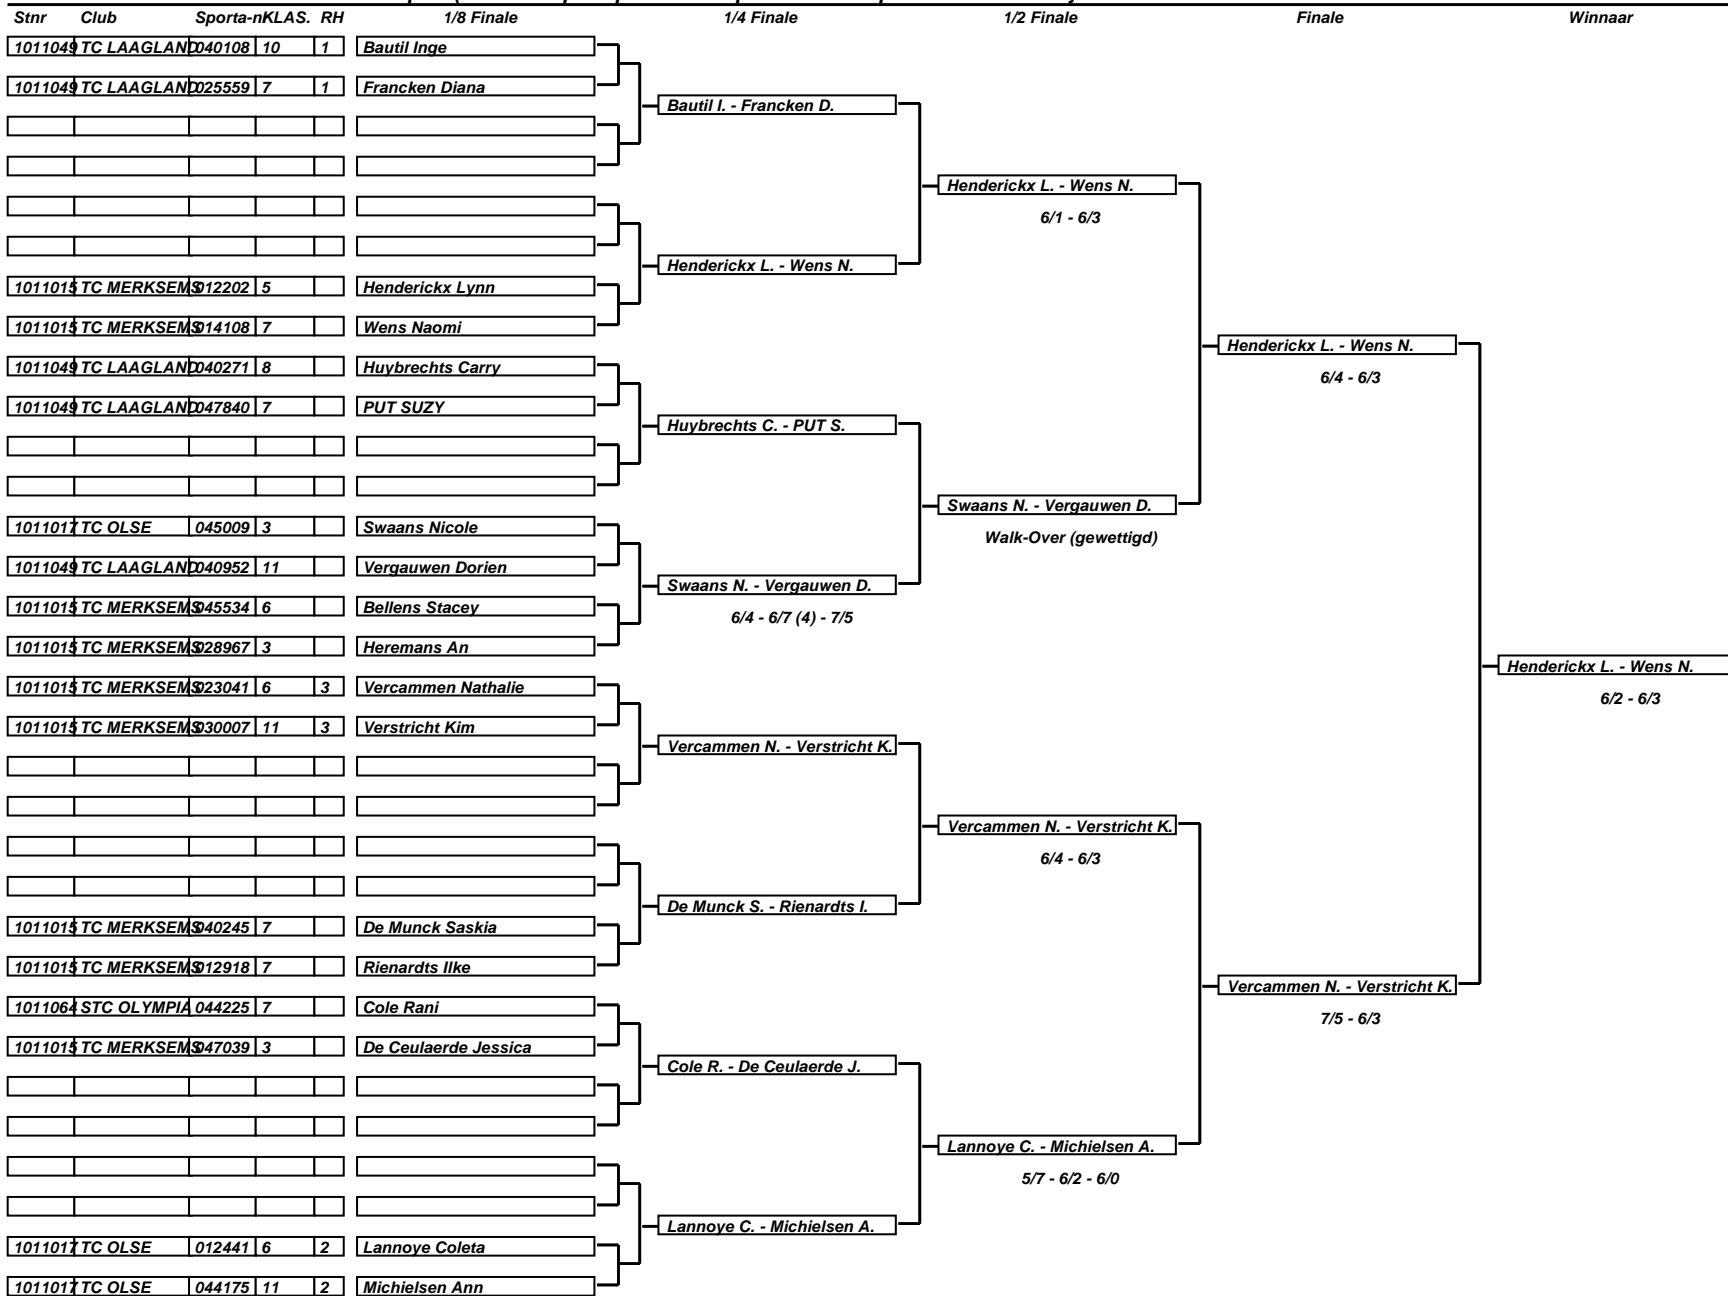 Stnr Club Sporta-nKLAS. RH 1/8 Finale 1/4 Finale 1/2 Finale Finale Winnaar
1011049 TC LAAGLAND 040108 10 1 Bautil Inge
1011049 TC LAAGLAND 025559 7 1 Francken Diana
Bautil I. - Francken D.
Henderickx L. - Wens N.
6/1 - 6/3
Henderickx L. - Wens N.
1011015 TC MERKSEMS 012202 5 Henderickx Lynn
1011015 TC MERKSEMS 014108 7 Wens Naomi
Henderickx L. - Wens N.
1011049 TC LAAGLAND 040271 8 Huybrechts Carry
6/4 - 6/3
1011049 TC LAAGLAND 047840 7 PUT SUZY
Huybrechts C. - PUT S.
Swaans N. - Vergauwen D.
1011017 TC OLSE 045009 3 Swaans Nicole
Walk-Over (gewettigd)
1011049 TC LAAGLAND 040952 11 Vergauwen Dorien
Swaans N. - Vergauwen D.
1011015 TC MERKSEMS 045534 6 Bellens Stacey
6/4 - 6/7 (4) - 7/5
1011015 TC MERKSEMS 028967 3 Heremans An
Henderickx L. - Wens N.
1011015 TC MERKSEMS 023041 6 3 Vercammen Nathalie
6/2 - 6/3
1011015 TC MERKSEMS 030007 11 3 Verstricht Kim
Vercammen N. - Verstricht K.
Vercammen N. - Verstricht K.
6/4 - 6/3
De Munck S. - Rienardts I.
1011015 TC MERKSEMS 040245 7 De Munck Saskia
1011015 TC MERKSEMS 012918 7 Rienardts Ilke
Vercammen N. - Verstricht K.
1011064 STC OLYMPIA 044225 7 Cole Rani
7/5 - 6/3
1011015 TC MERKSEMS 047039 3 De Ceulaerde Jessica
Cole R. - De Ceulaerde J.
Lannoye C. - Michielsen A.
5/7 - 6/2 - 6/0
Lannoye C. - Michielsen A.
1011017 TC OLSE 012441 6 2 Lannoye Coleta
1011017 TC OLSE 044175 11 2 Michielsen Ann